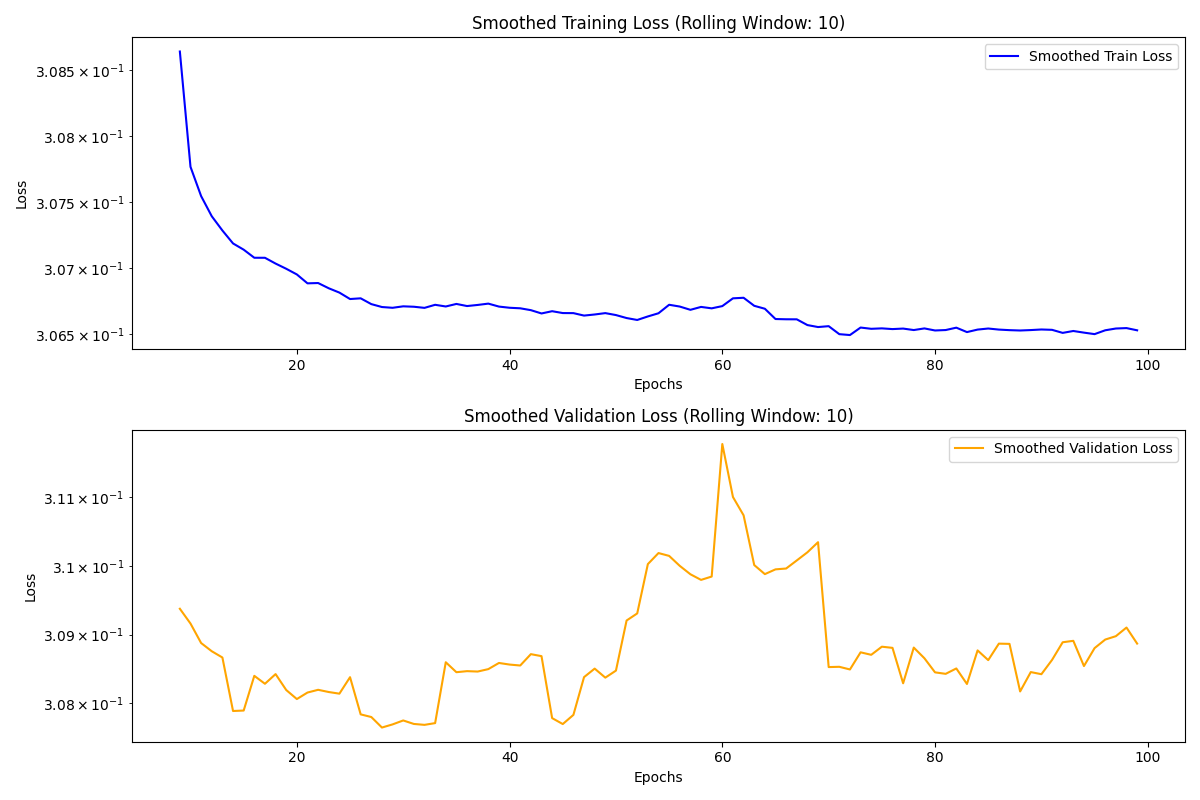 Smoothed Training Loss (Rolling Window: 10)
Smoothed Train Loss
3.085 × 10⁻¹
3.08 × 10⁻¹
3.075 × 10⁻¹
3.07 × 10⁻¹
3.065 × 10⁻¹
Loss
20 40 60 80 100
Epochs
Smoothed Validation Loss (Rolling Window: 10)
Smoothed Validation Loss
3.11 × 10⁻¹
3.1 × 10⁻¹
3.09 × 10⁻¹
3.08 × 10⁻¹
Loss
20 40 60 80 100
Epochs